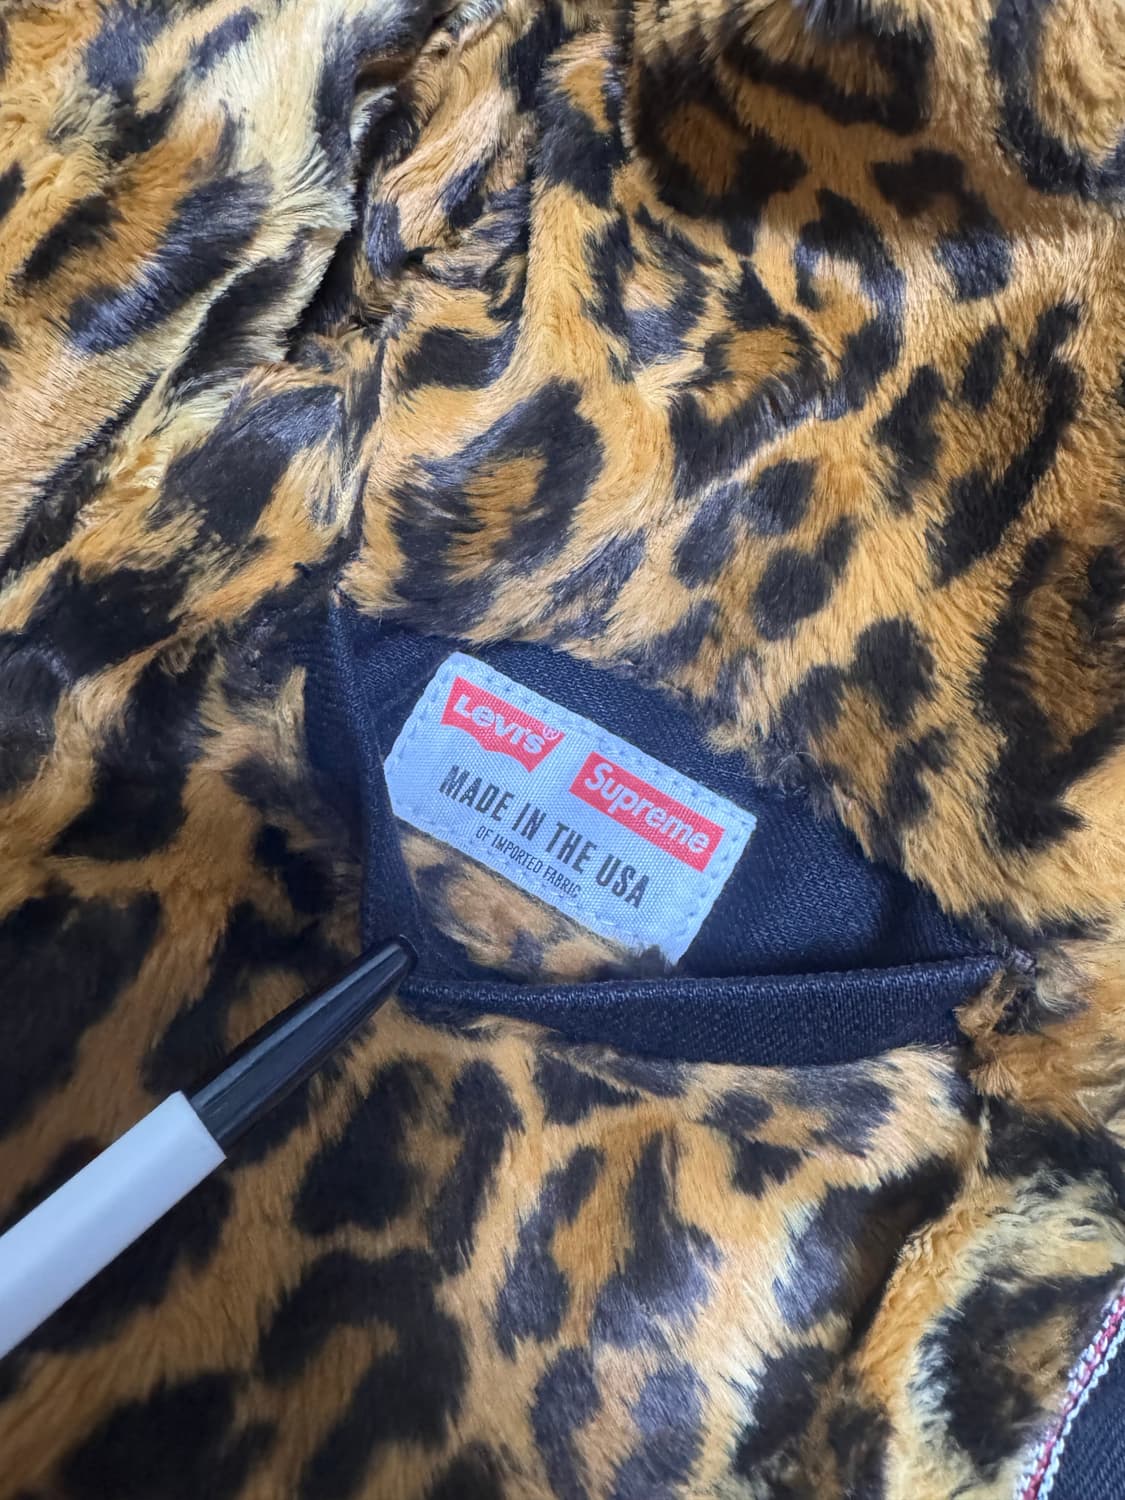 Levi's®
Supreme
MADE IN THE USA
OF IMPORTED FABRIC